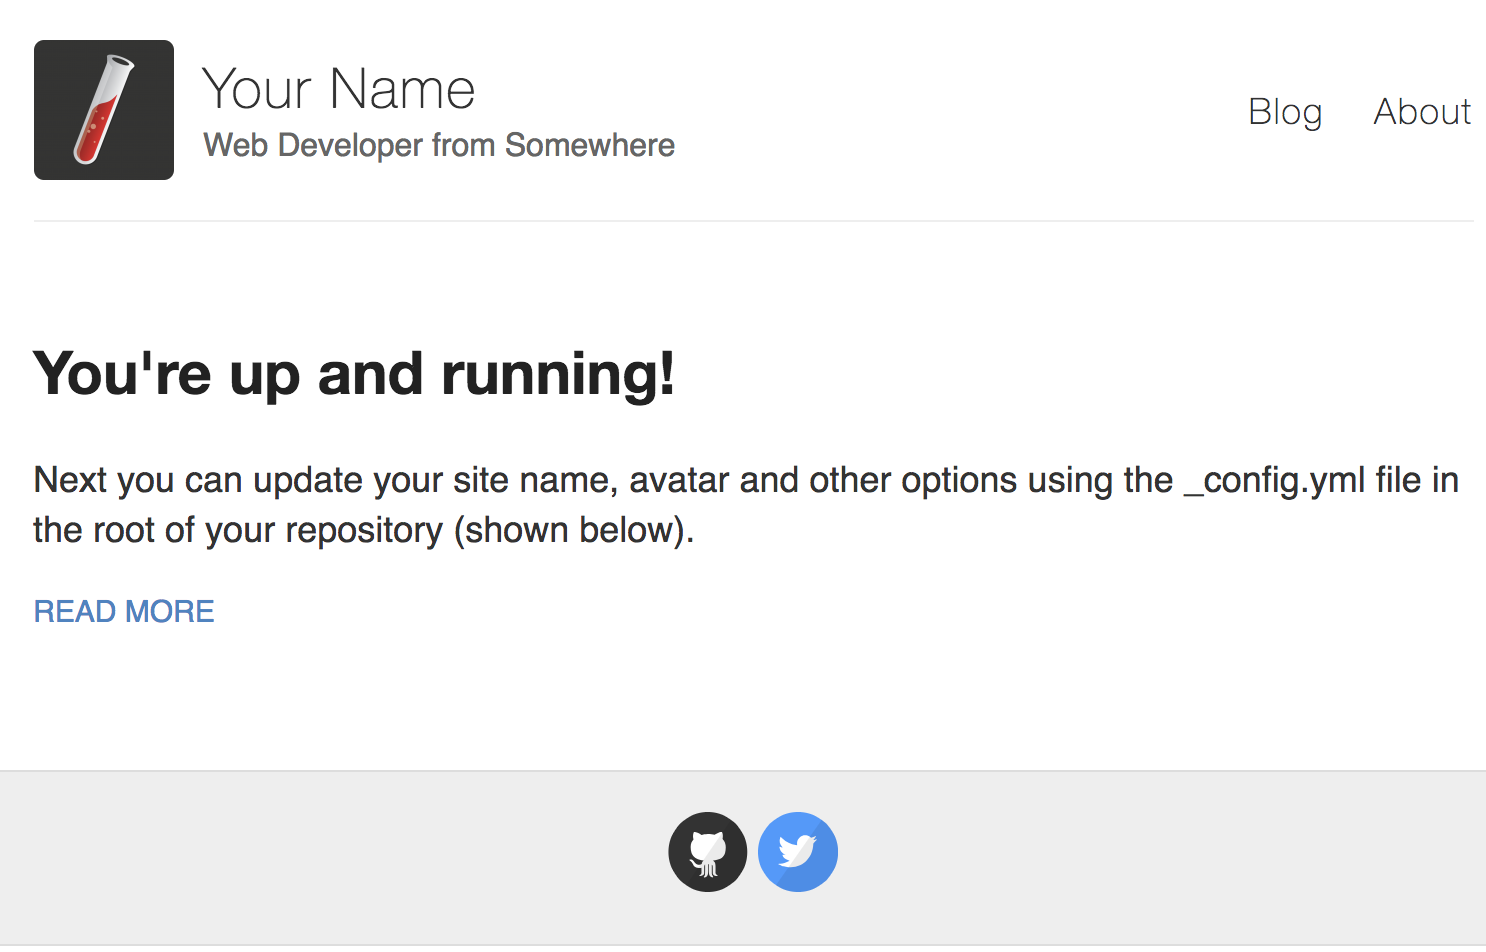 Your Name
Web Developer from Somewhere
Blog
About
You're up and running!
Next you can update your site name, avatar and other options using the _config.yml file in
the root of your repository (shown below).
READ MORE